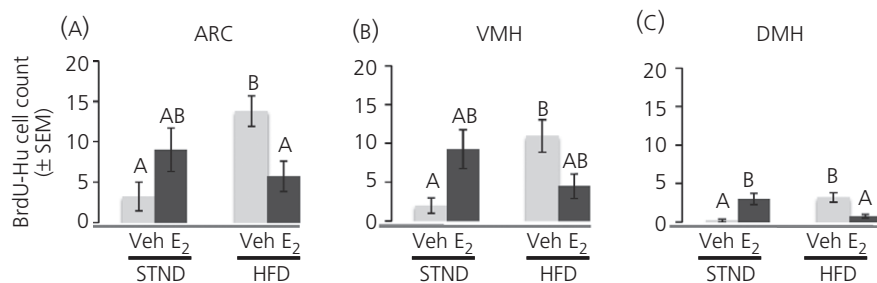 (A) ARC
(B) VMH
(C) DMH
BrdU-Hu cell count
(± SEM)
20
15
10
5
0
A
AB
B
A
Veh E₂
Veh E₂
STND
HFD
20
15
10
5
0
A
AB
B
AB
Veh E₂
Veh E₂
STND
HFD
20
15
10
5
0
A
B
B
A
Veh E₂
Veh E₂
STND
HFD